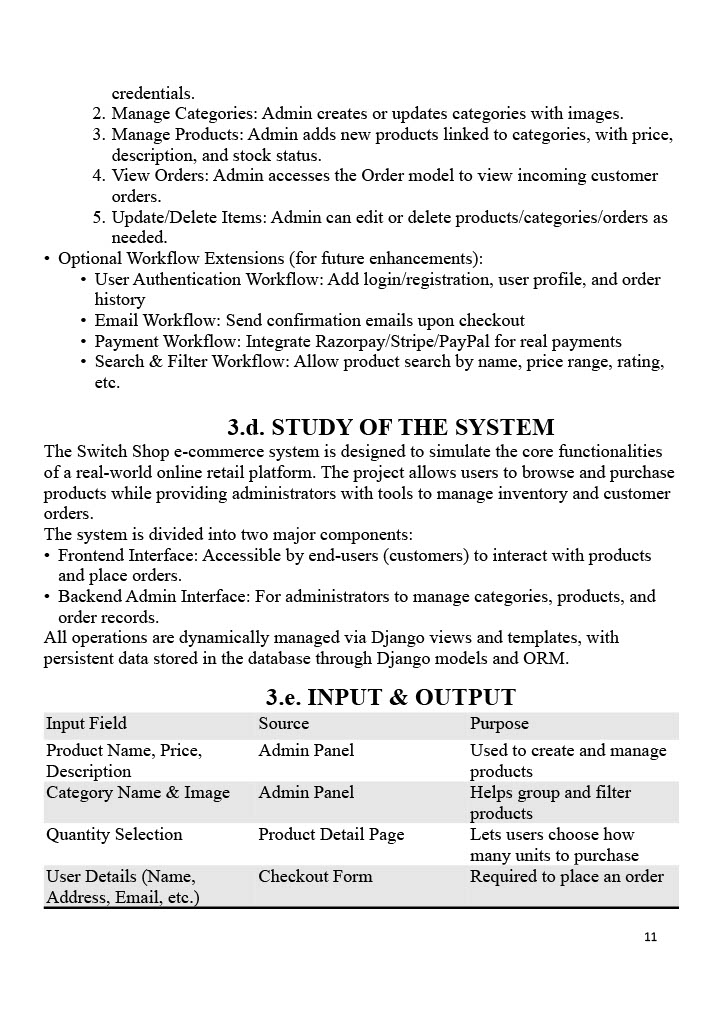 credentials.
2. Manage Categories: Admin creates or updates categories with images.
3. Manage Products: Admin adds new products linked to categories, with price,
description, and stock status.
4. View Orders: Admin accesses the Order model to view incoming customer
orders.
5. Update/Delete Items: Admin can edit or delete products/categories/orders as
needed.
• Optional Workflow Extensions (for future enhancements):
• User Authentication Workflow: Add login/registration, user profile, and order
history
• Email Workflow: Send confirmation emails upon checkout
• Payment Workflow: Integrate Razorpay/Stripe/PayPal for real payments
• Search & Filter Workflow: Allow product search by name, price range, rating,
etc.
3.d. STUDY OF THE SYSTEM
The Switch Shop e-commerce system is designed to simulate the core functionalities
of a real-world online retail platform. The project allows users to browse and purchase
products while providing administrators with tools to manage inventory and customer
orders.
The system is divided into two major components:
• Frontend Interface: Accessible by end-users (customers) to interact with products
and place orders.
• Backend Admin Interface: For administrators to manage categories, products, and
order records.
All operations are dynamically managed via Django views and templates, with
persistent data stored in the database through Django models and ORM.
3.e. INPUT & OUTPUT
Input Field Source Purpose
Product Name, Price, Admin Panel Used to create and manage
Description products
Category Name & Image Admin Panel Helps group and filter
products
Quantity Selection Product Detail Page Lets users choose how
many units to purchase
User Details (Name, Checkout Form Required to place an order
Address, Email, etc.)
11